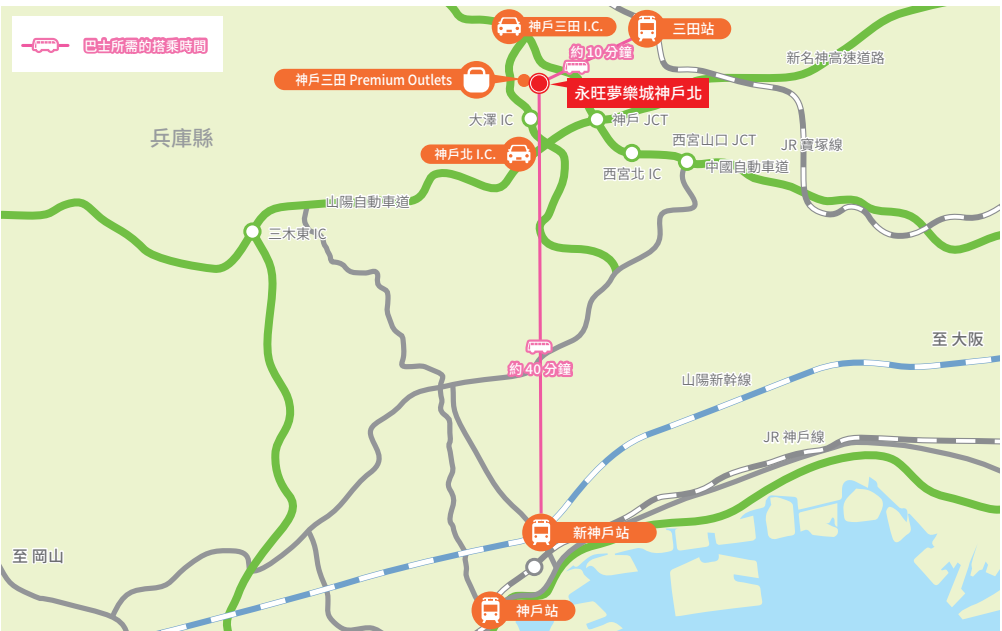 巴士所需的搭乘時間
神戶三田 I.C.
三田站
約10分鐘
新名神高速道路
神戶三田 Premium Outlets
永旺夢樂城神戶北
大澤 IC
神戶 JCT
兵庫縣
西宮山口 JCT
JR 寶塚線
神戶北 I.C.
中國自動車道
西宮北 IC
山陽自動車道
三木東 IC
至 大阪
約40分鐘
山陽新幹線
JR 神戶線
新神戶站
至 岡山
神戶站